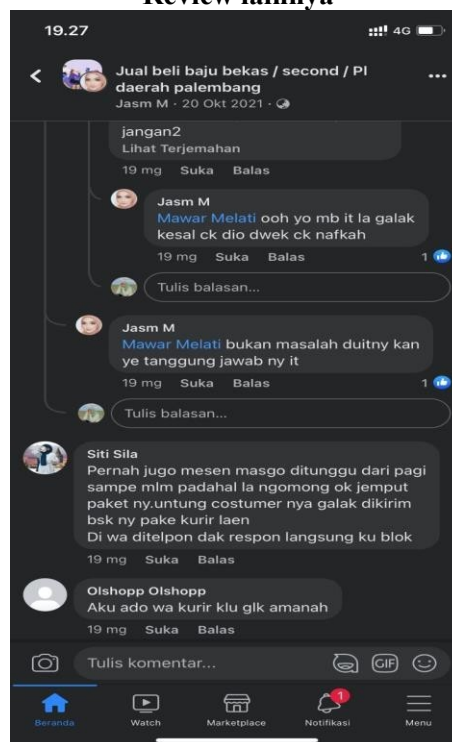 Review lainnya
19.27
4G
Jual beli baju bekas / second / Pl
daerah palembang
Jasm M · 20 Okt 2021 ·
jangan2
Lihat Terjemahan
19 mg Suka Balas
Jasm M
Mawar Melati ooh yo mb it la galak
kesal ck dio dwek ck nafkah
19 mg Suka Balas 1
Tulis balasan...
Jasm M
Mawar Melati bukan masalah duitny kan
ye tanggung jawab ny it
19 mg Suka Balas 1
Tulis balasan...
Siti Sila
Pernah jugo mesen masgo ditunggu dari pagi
sampe mlm padahal la ngomong ok jemput
paket ny.untung costumer nya galak dikirim
bsk ny pake kurir laen
Di wa ditelpon dak respon langsung ku blok
19 mg Suka Balas
Olshopp Olshopp
Aku ado wa kurir klu glk amanah
19 mg Suka Balas
Tulis komentar...
GIF
1
Beranda Watch Marketplace Notifikasi Menu